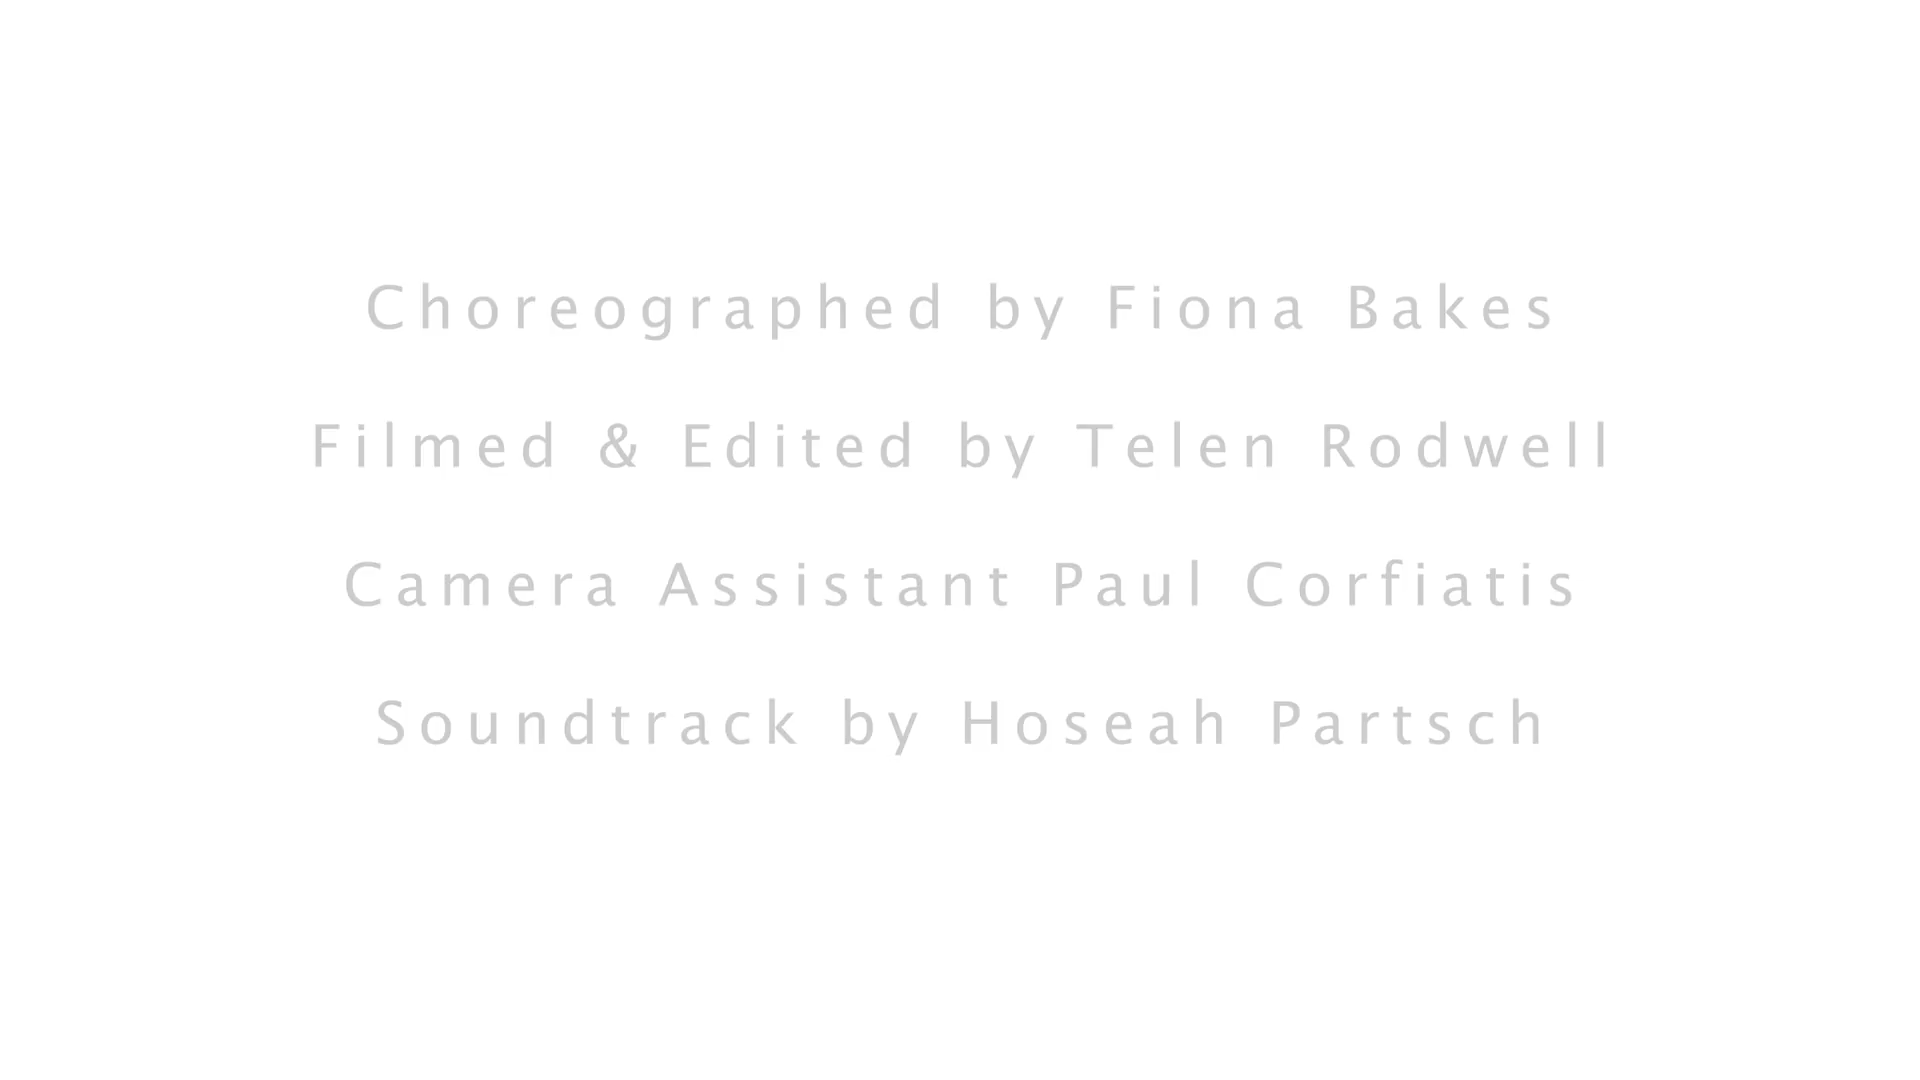 Choreographed by Fiona Bakes
Filmed & Edited by Telen Rodwell
Camera Assistant Paul Corfiatis
Soundtrack by Hoseah Partsch